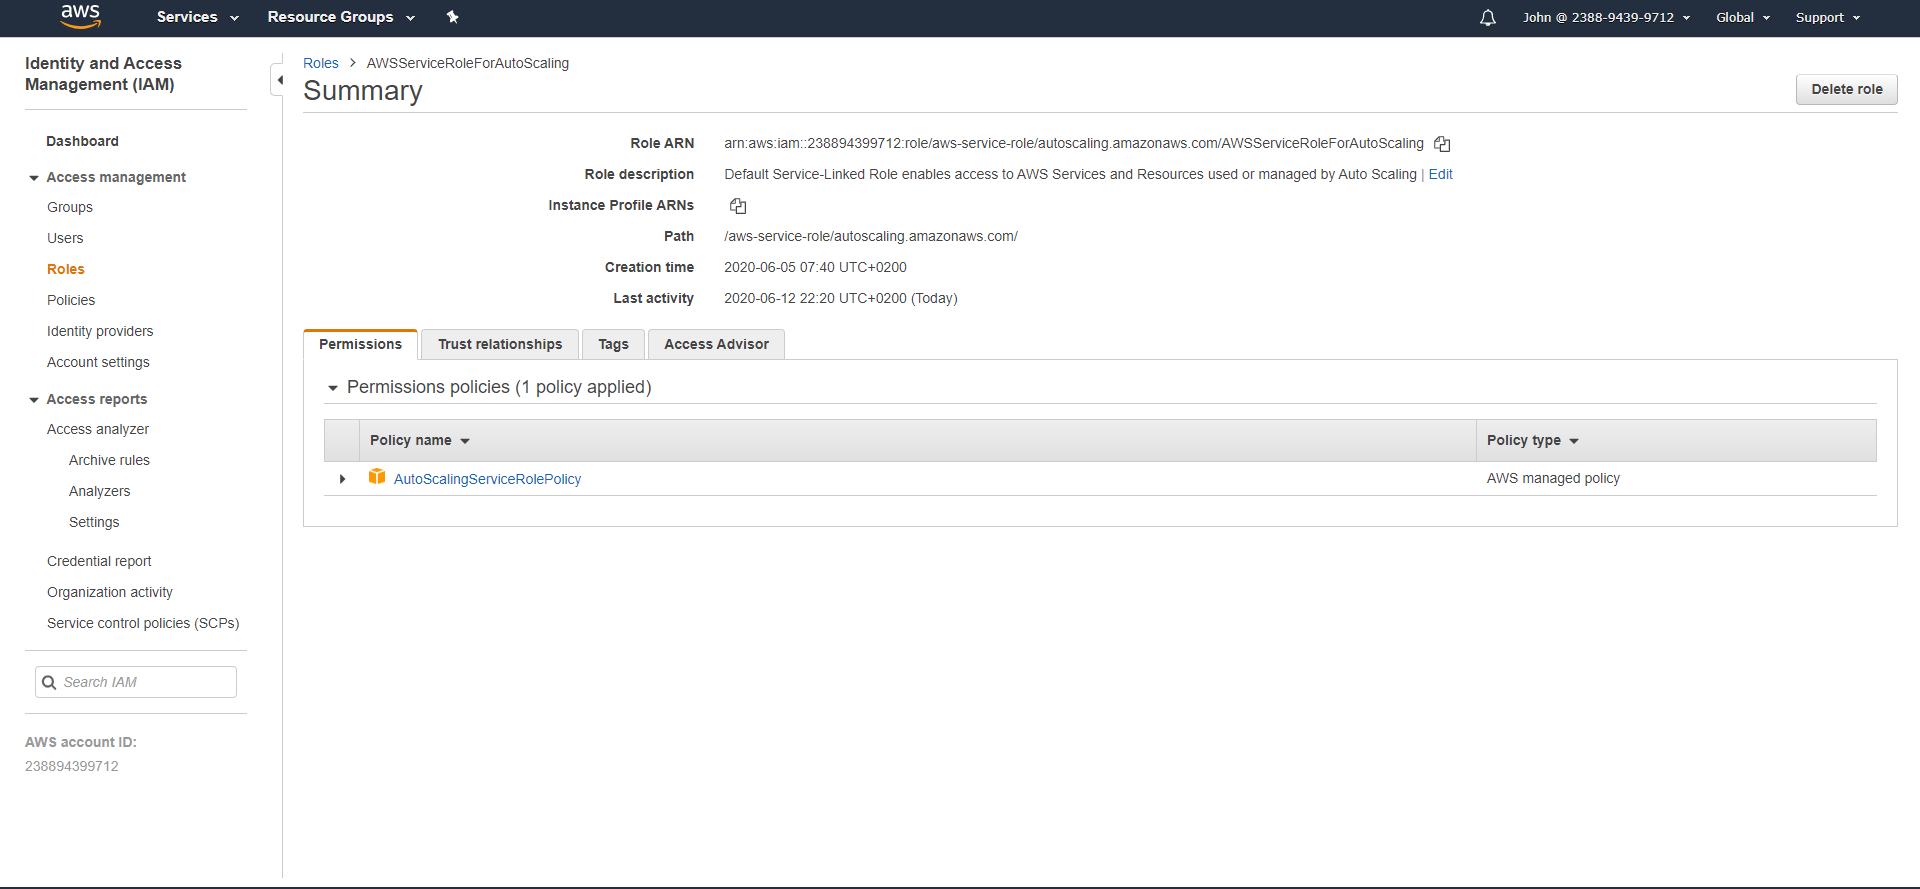 aws
Services
Resource Groups
John @ 2388-9439-9712
Global
Support
Identity and Access
Management (IAM)
Dashboard
Access management
Groups
Users
Roles
Policies
Identity providers
Account settings
Access reports
Access analyzer
Archive rules
Analyzers
Settings
Credential report
Organization activity
Service control policies (SCPs)
Search IAM
AWS account ID:
238894399712
Roles > AWSServiceRoleForAutoScaling
Summary
Delete role
Role ARN arn:aws:iam::238894399712:role/aws-service-role/autoscaling.amazonaws.com/AWSServiceRoleForAutoScaling
Role description Default Service-Linked Role enables access to AWS Services and Resources used or managed by Auto Scaling | Edit
Instance Profile ARNs
Path /aws-service-role/autoscaling.amazonaws.com/
Creation time 2020-06-05 07:40 UTC+0200
Last activity 2020-06-12 22:20 UTC+0200 (Today)
Permissions
Trust relationships
Tags
Access Advisor
Permissions policies (1 policy applied)
Policy name
Policy type
AutoScalingServiceRolePolicy
AWS managed policy